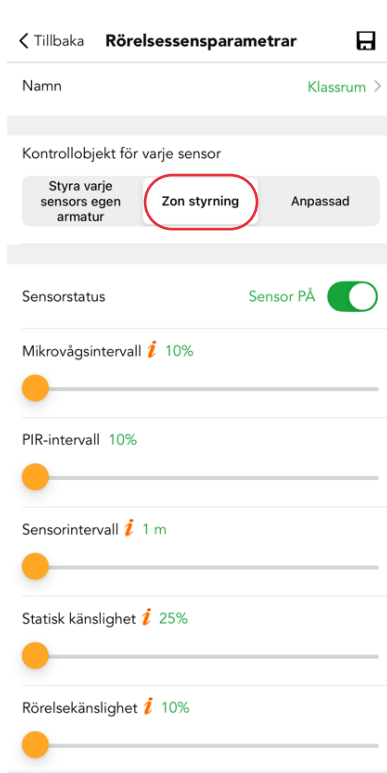 Tillbaka Rörelsessensparametrar
Namn Klassrum
Kontrollobjekt för varje sensor
Styra varje
sensors egen
armatur
Zon styrning
Anpassad
Sensorstatus Sensor PÅ
Mikrovågsintervall i 10%
PIR-intervall 10%
Sensorintervall i 1 m
Statisk känslighet i 25%
Rörelsekänslighet i 10%